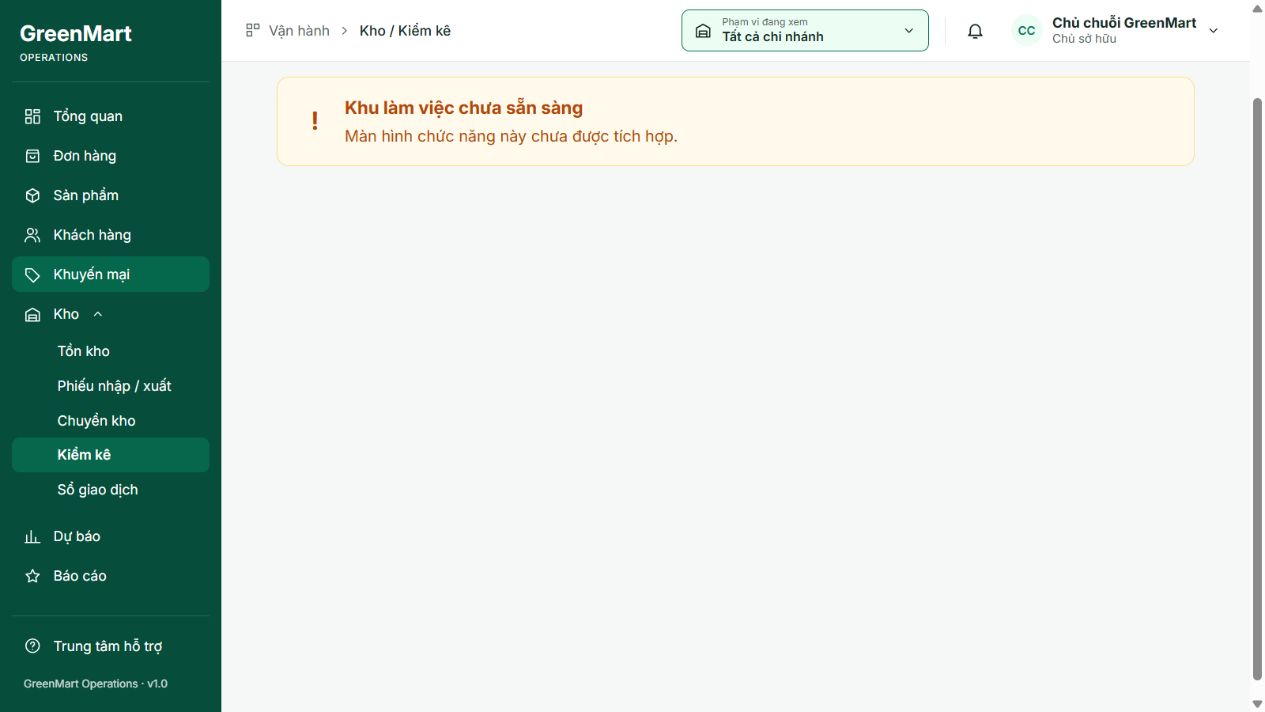 GreenMart
OPERATIONS
Tổng quan
Đơn hàng
Sản phẩm
Khách hàng
Khuyến mại
Kho
Tồn kho
Phiếu nhập / xuất
Chuyển kho
Kiểm kê
Sổ giao dịch
Dự báo
Báo cáo
Trung tâm hỗ trợ
GreenMart Operations · v1.0
Vận hành > Kho / Kiểm kê
Phạm vi đang xem
Tất cả chi nhánh
CC
Chủ chuỗi GreenMart
Chủ sở hữu
! Khu làm việc chưa sẵn sàng
Màn hình chức năng này chưa được tích hợp.